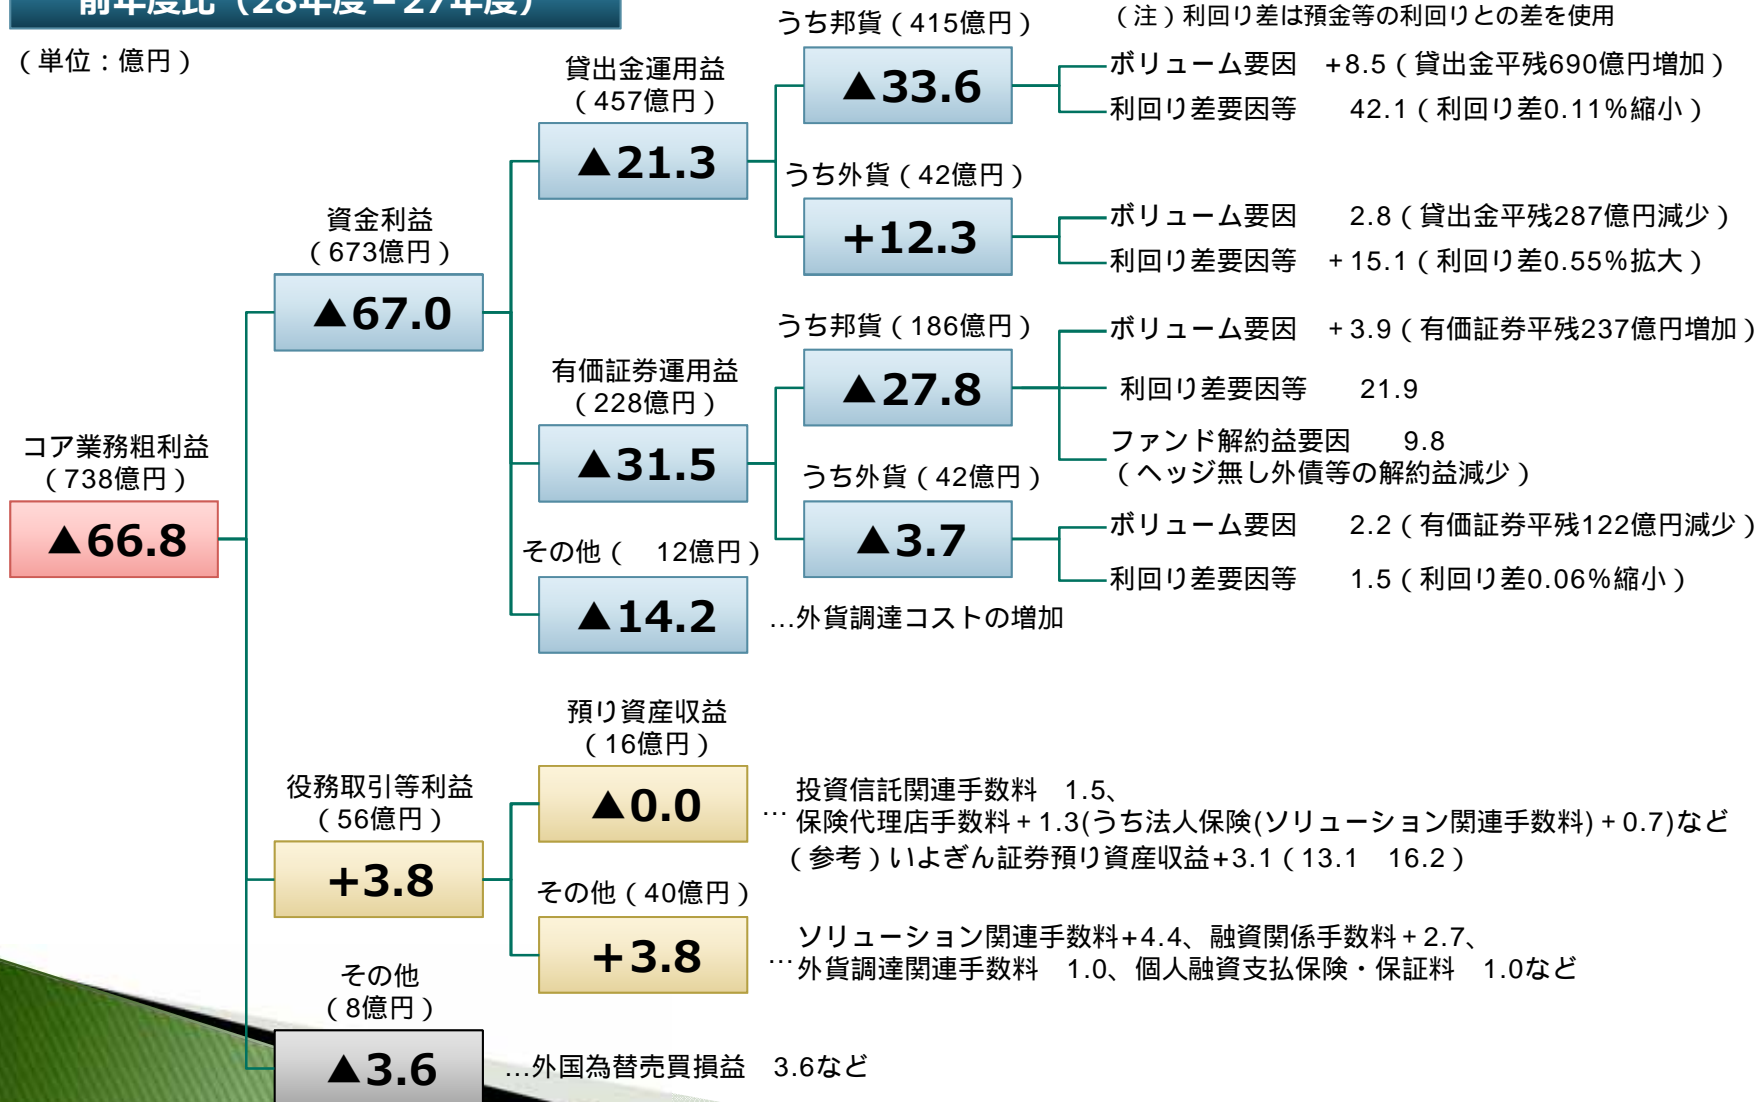 前年度比（28年度－27年度）
（単位：億円）
（注）利回り差は預金等の利回りとの差を使用
コア業務粗利益
（738億円）
▲66.8
資金利益
（673億円）
▲67.0
貸出金運用益
（457億円）
▲21.3
うち邦貨（415億円）
▲33.6
ボリューム要因　+8.5（貸出金平残690億円増加）
利回り差要因等　　42.1（利回り差0.11％縮小）
うち外貨（42億円）
+12.3
ボリューム要因　　2.8（貸出金平残287億円減少）
利回り差要因等　+15.1（利回り差0.55％拡大）
有価証券運用益
（228億円）
▲31.5
うち邦貨（186億円）
▲27.8
ボリューム要因　+3.9（有価証券平残237億円増加）
利回り差要因等　　21.9
ファンド解約益要因　　9.8
（ヘッジ無し外債等の解約益減少）
うち外貨（42億円）
▲3.7
ボリューム要因　　2.2（有価証券平残122億円減少）
利回り差要因等　　1.5（利回り差0.06％縮小）
その他（　12億円）
▲14.2
…外貨調達コストの増加
役務取引等利益
（56億円）
+3.8
預り資産収益
（16億円）
▲0.0
…投資信託関連手数料　1.5、
保険代理店手数料+1.3(うち法人保険(ソリューション関連手数料)+0.7)など
（参考）いよぎん証券預り資産収益+3.1（13.1　16.2）
その他（40億円）
+3.8
…ソリューション関連手数料+4.4、融資関係手数料+2.7、
外貨調達関連手数料　1.0、個人融資支払保険・保証料　1.0など
その他
（8億円）
▲3.6
…外国為替売買損益　3.6など